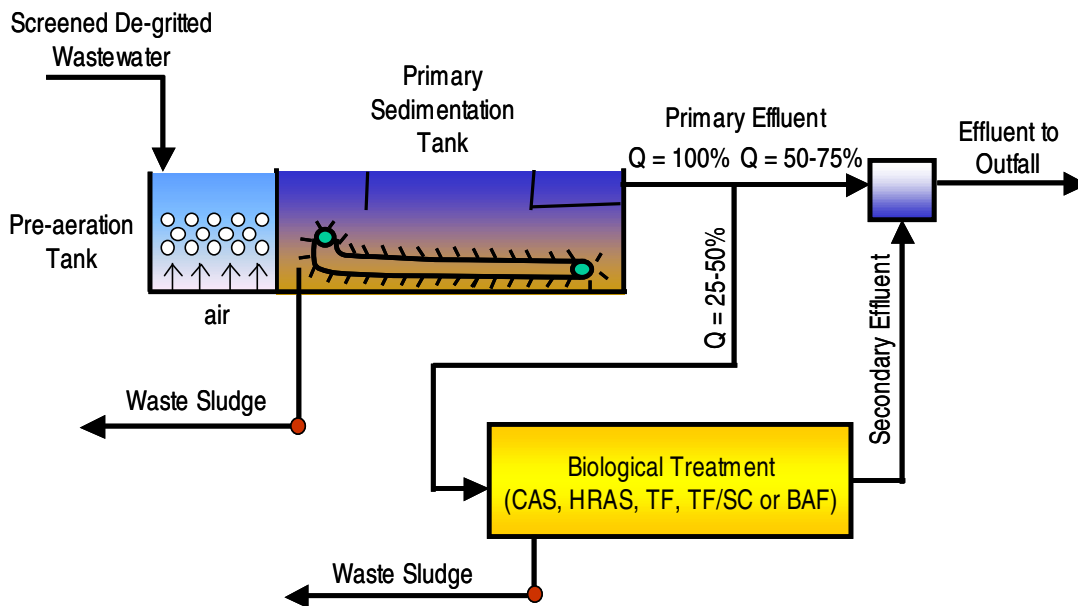 Screened De-gritted
Wastewater
Primary
Sedimentation
Tank
Primary Effluent
Q = 100% Q = 50-75%
Effluent to
Outfall
Pre-aeration
Tank
air
Q = 25-50%
Secondary Effluent
Waste Sludge
Biological Treatment
(CAS, HRAS, TF, TF/SC or BAF)
Waste Sludge